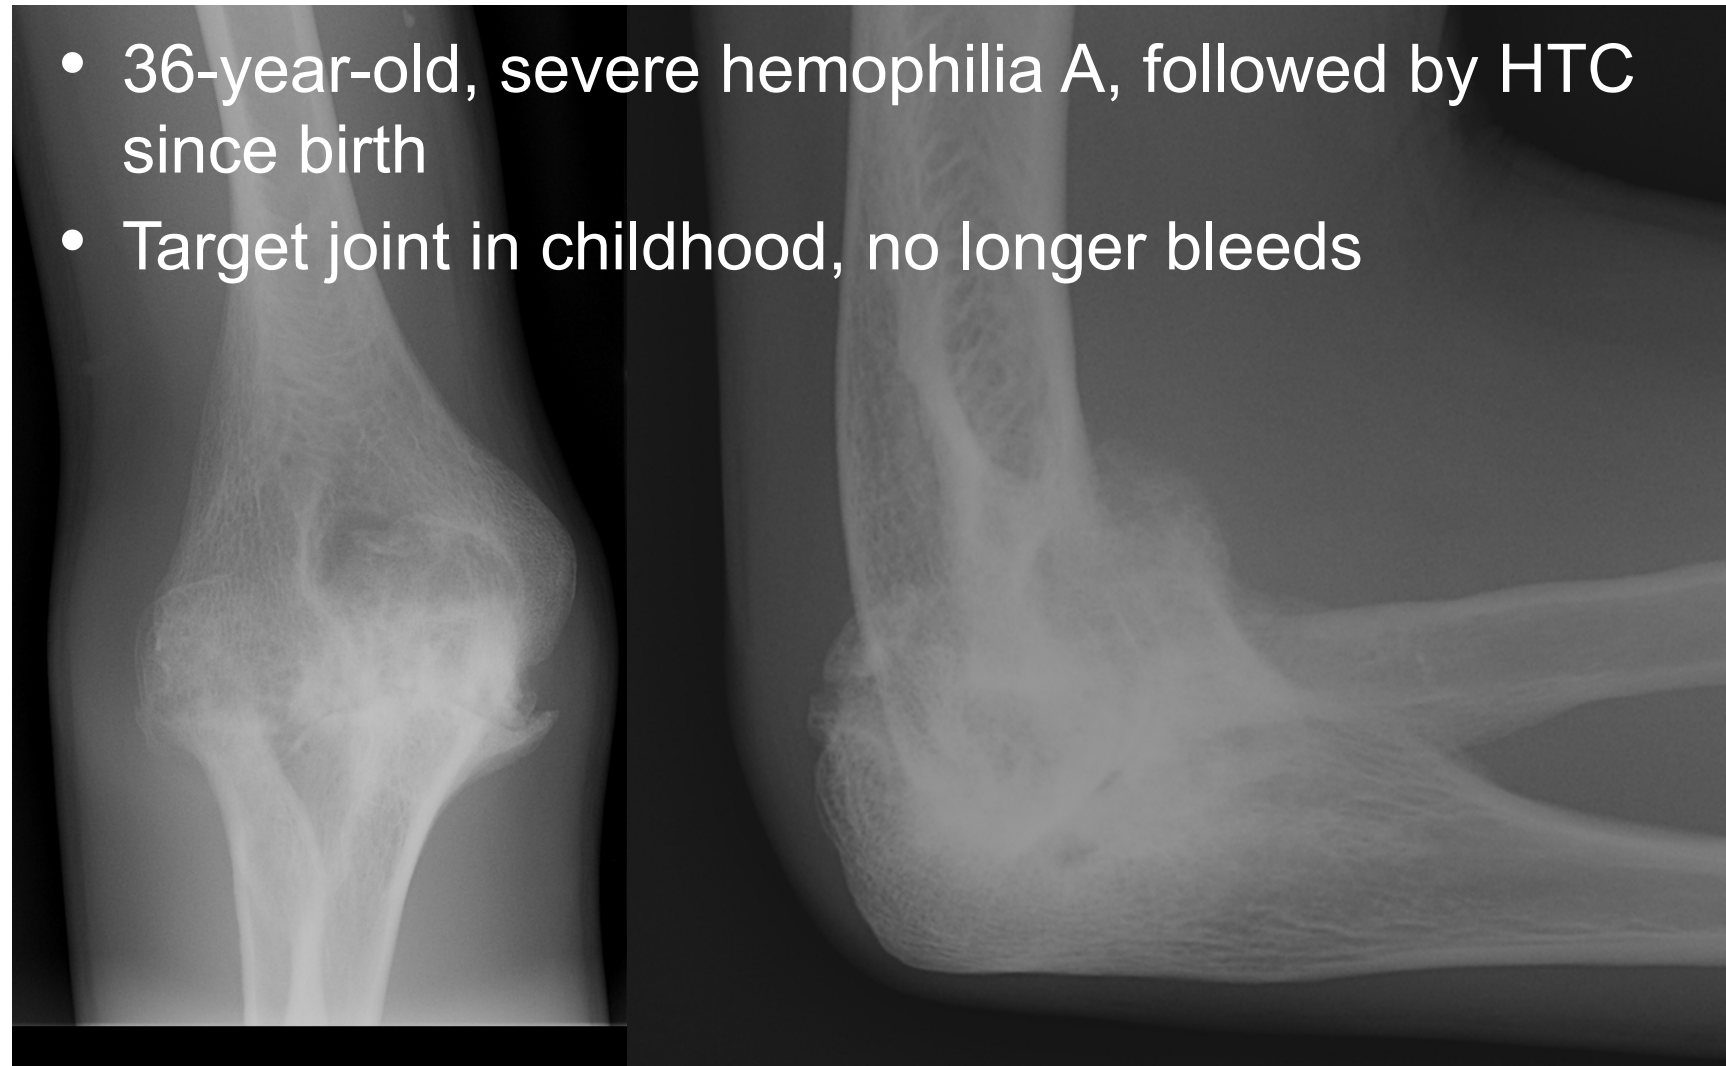 • 36-year-old, severe hemophilia A, followed by HTC
since birth
• Target joint in childhood, no longer bleeds